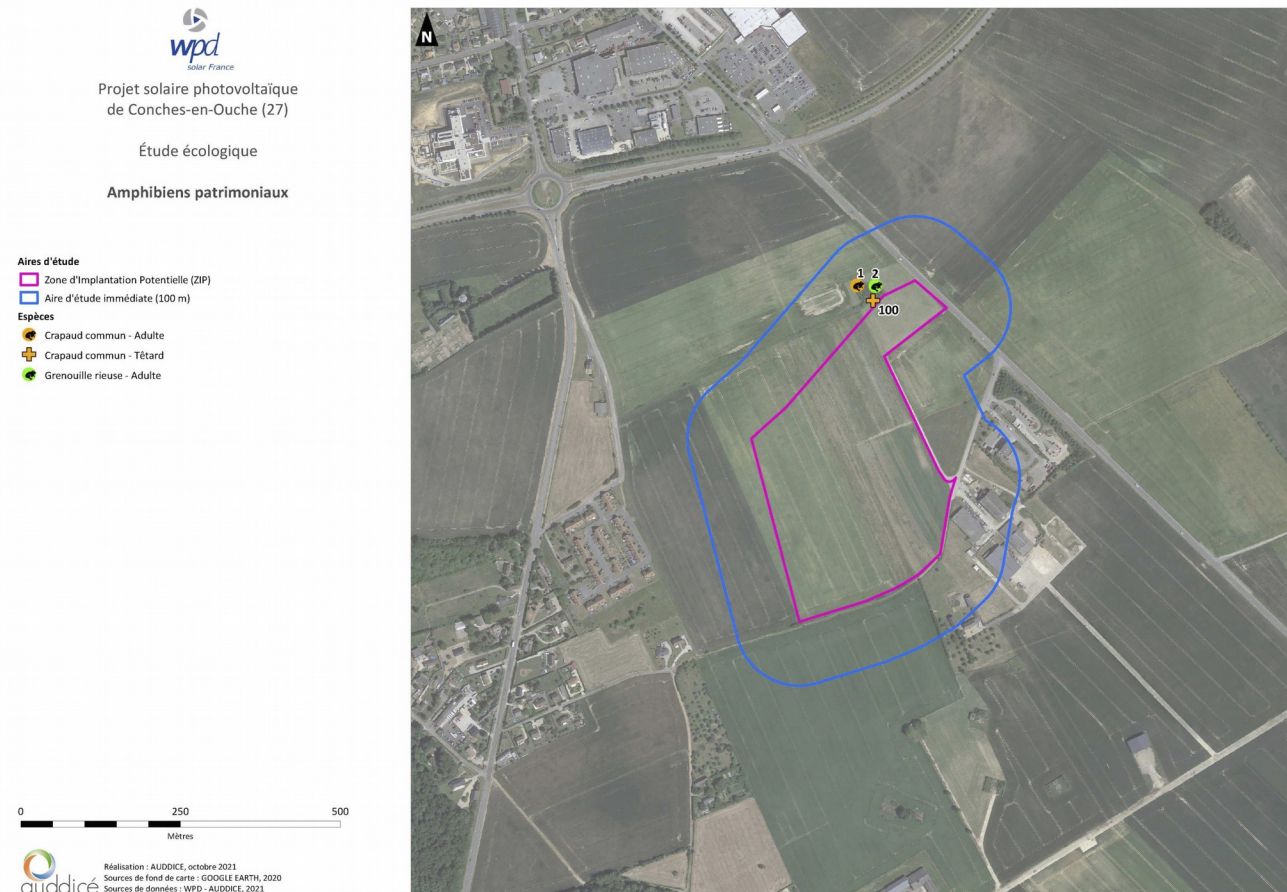 wpd
solar France
Projet solaire photovoltaïque
de Conches-en-Ouche (27)
Étude écologique
Amphibiens patrimoniaux
Aires d'étude
Zone d'Implantation Potentielle (ZIP)
Aire d'étude immédiate (100 m)
Espèces
Crapaud commun - Adulte
Crapaud commun - Têtard
Grenouille rieuse - Adulte
0 250 500
Mètres
auddicé
Réalisation : AUDDICE, octobre 2021
Sources de fond de carte : GOOGLE EARTH, 2020
Sources de données : WPD - AUDDICE, 2021
N
1 2
100